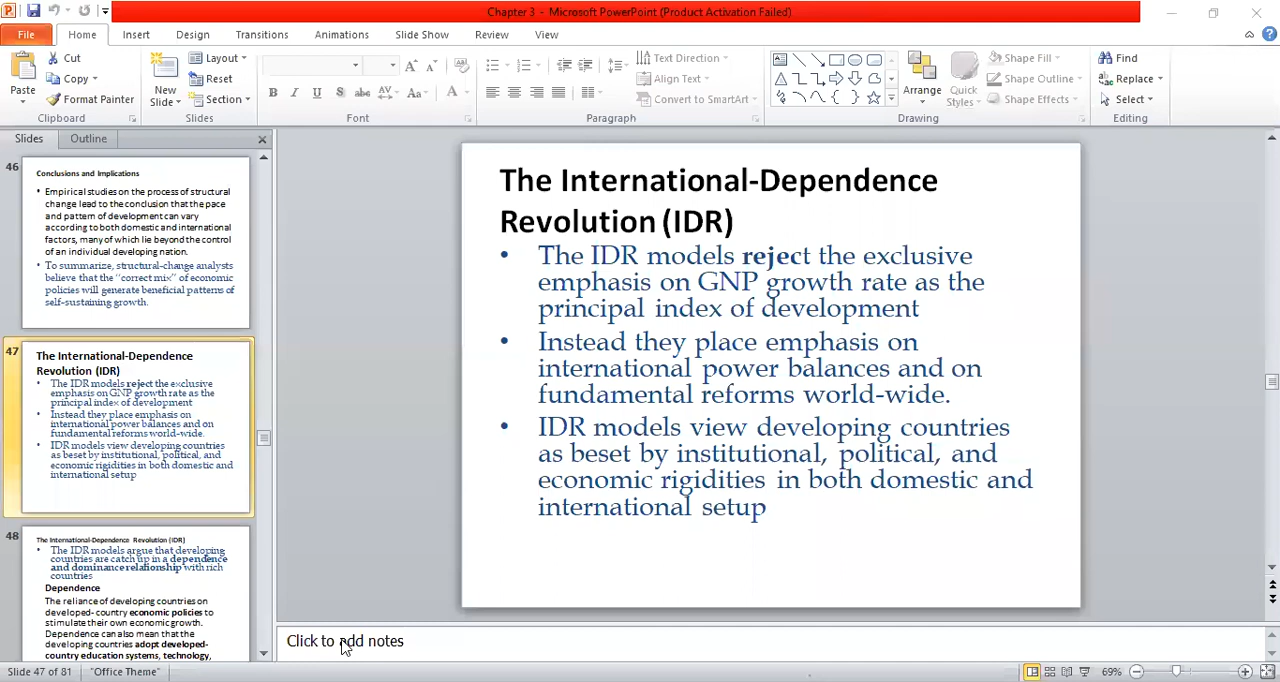 Chapter 3 - Microsoft PowerPoint (Product Activation Failed)
File Home Insert Design Transitions Animations Slide Show Review View
Paste
Cut
Copy
Format Painter
Clipboard
New Slide
Layout
Reset
Section
Slides
B I U S abc AV Aa A
Font
Text Direction
Align Text
Convert to SmartArt
Paragraph
Arrange
Quick Styles
Shape Fill
Shape Outline
Shape Effects
Drawing
Find
Replace
Select
Editing
Slides Outline
46
Conclusions and Implications
• Empirical studies on the process of structural
change lead to the conclusion that the pace
and pattern of development can vary
according to both domestic and international
factors, many of which lie beyond the control
of an individual developing nation.
• To summarize, structural-change analysts
believe that the “correct mix” of economic
policies will generate beneficial patterns of
self-sustaining growth.
47
The International-Dependence
Revolution (IDR)
• The IDR models reject the exclusive
emphasis on GNP growth rate as the
principal index of development
• Instead they place emphasis on
international power balances and on
fundamental reforms world-wide.
• IDR models view developing countries
as beset by institutional, political, and
economic rigidities in both domestic and
international setup
48
The International-Dependence Revolution (IDR)
• The IDR models argue that developing
countries are catch up in a dependence
and dominance relationship with rich
countries
Dependence
The reliance of developing countries on
developed- country economic policies to
stimulate their own economic growth.
Dependence can also mean that the
developing countries adopt developed-
country education systems, technology,
The International-Dependence
Revolution (IDR)
• The IDR models reject the exclusive
emphasis on GNP growth rate as the
principal index of development
• Instead they place emphasis on
international power balances and on
fundamental reforms world-wide.
• IDR models view developing countries
as beset by institutional, political, and
economic rigidities in both domestic and
international setup
Click to add notes
Slide 47 of 81 "Office Theme" 69%